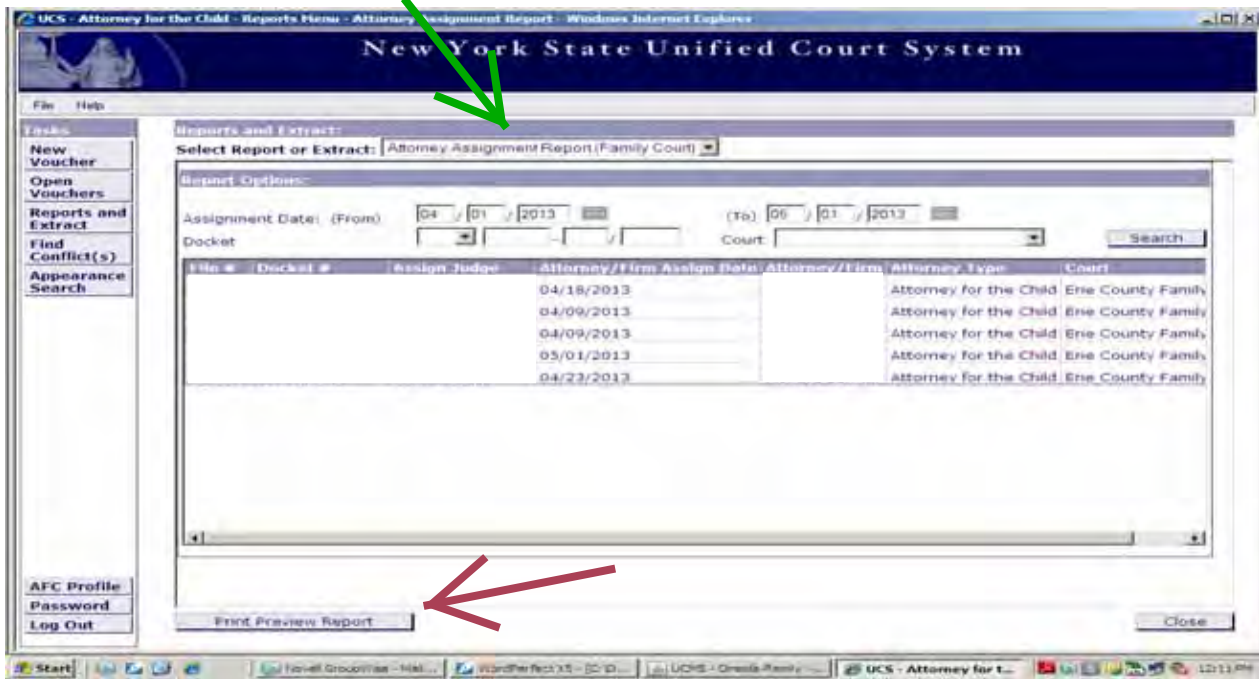 UCS - Attorney for the Child - Reports Menu - Attorney Assignment Report - Windows Internet Explorer
New York State Unified Court System
File Help
Tasks
New Voucher
Open Vouchers
Reports and Extract
Find Conflict(s)
Appearance Search
Reports and Extract:
Select Report or Extract: Attorney Assignment Report (Family Court)
Report Options:
Assignment Date: (From) 04 / 01 / 2013 (To) / 01 / 2013
Docket - / Court: Search
File # Docket # Assign Judge Attorney/Firm Assign Date Attorney/Firm Attorney Type Court
04/18/2013 Attorney for the Child Erie County Family
04/09/2013 Attorney for the Child Erie County Family
04/09/2013 Attorney for the Child Erie County Family
05/01/2013 Attorney for the Child Erie County Family
04/23/2013 Attorney for the Child Erie County Family
AFC Profile
Password
Log Out
Print Preview Report Close
Start Novell GroupWise - Mail... WordPerfect X5 - [C:\D... UCMS - Family ... UCS - Attorney for t... 12:11 PM